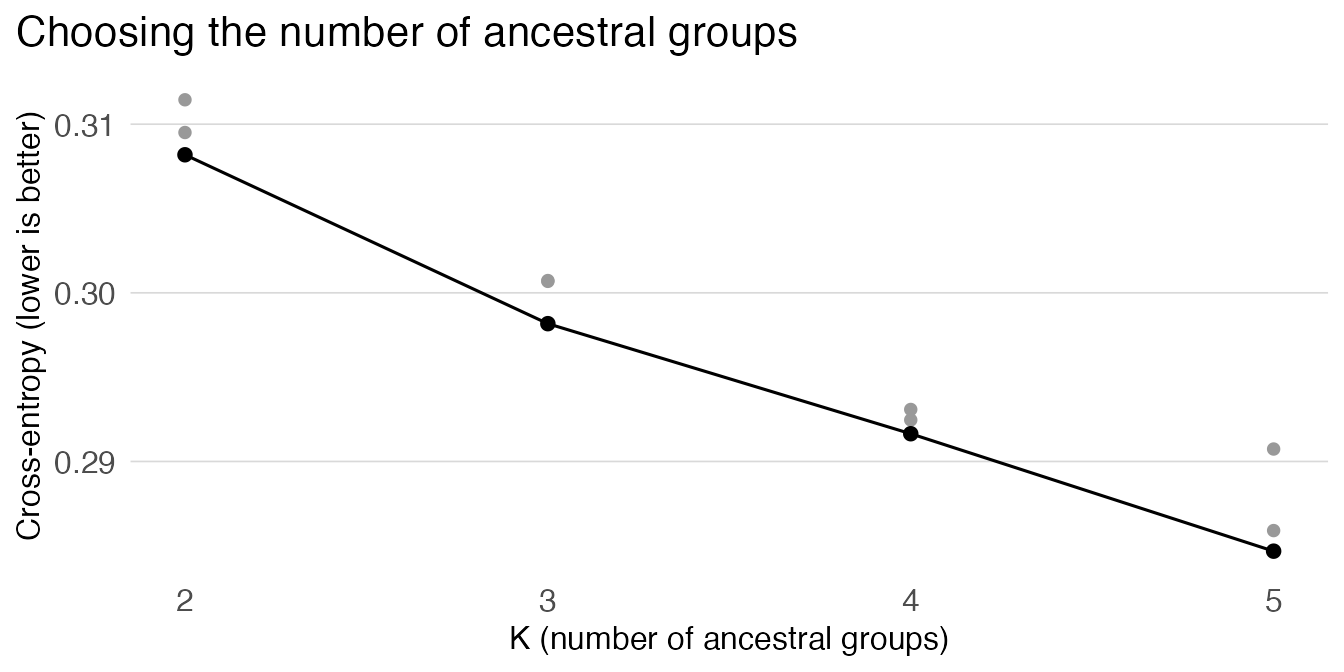 Choosing the number of ancestral groups
Cross-entropy (lower is better)
0.31
0.30
0.29
2 3 4 5
K (number of ancestral groups)